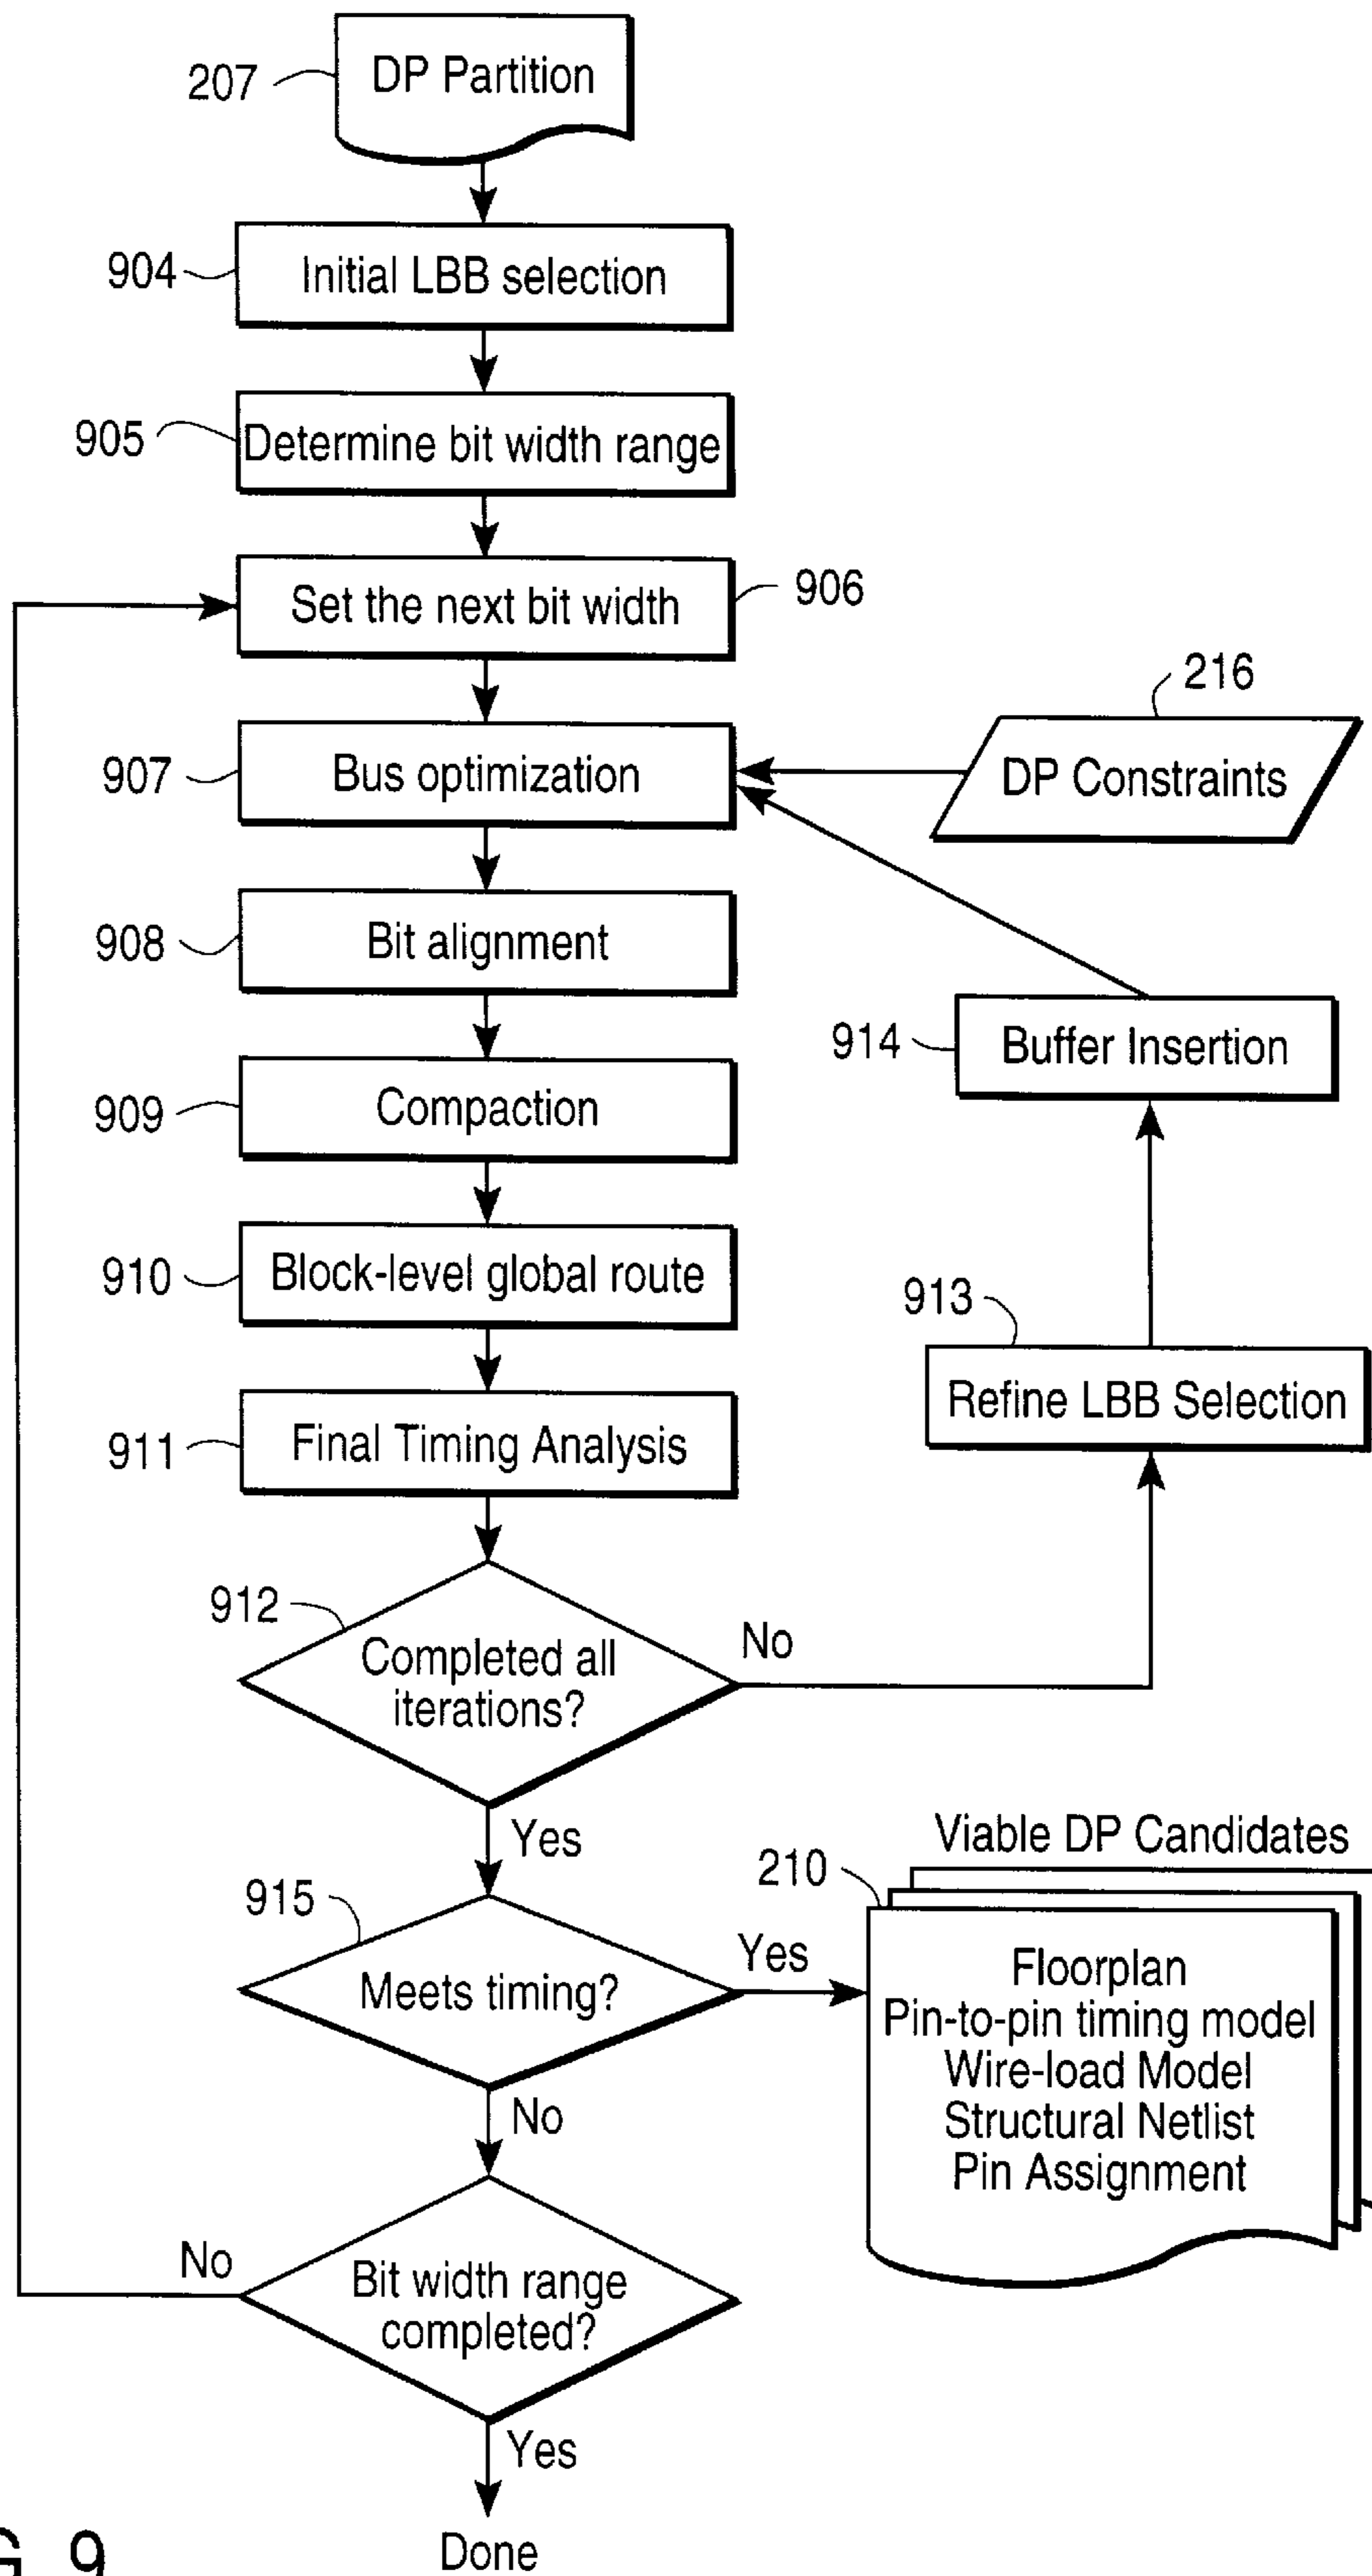 207
DP Partition
904
Initial LBB selection
905
Determine bit width range
Set the next bit width
906
216
907
Bus optimization
DP Constraints
908
Bit alignment
914
Buffer Insertion
909
Compaction
910
Block-level global route
913
Refine LBB Selection
911
Final Timing Analysis
912
Completed all
iterations?
No
Yes
Viable DP Candidates
210
915
Meets timing?
Yes
Floorplan
Pin-to-pin timing model
Wire-load Model
Structural Netlist
Pin Assignment
No
No
Bit width range
completed?
Yes
Done
G 9